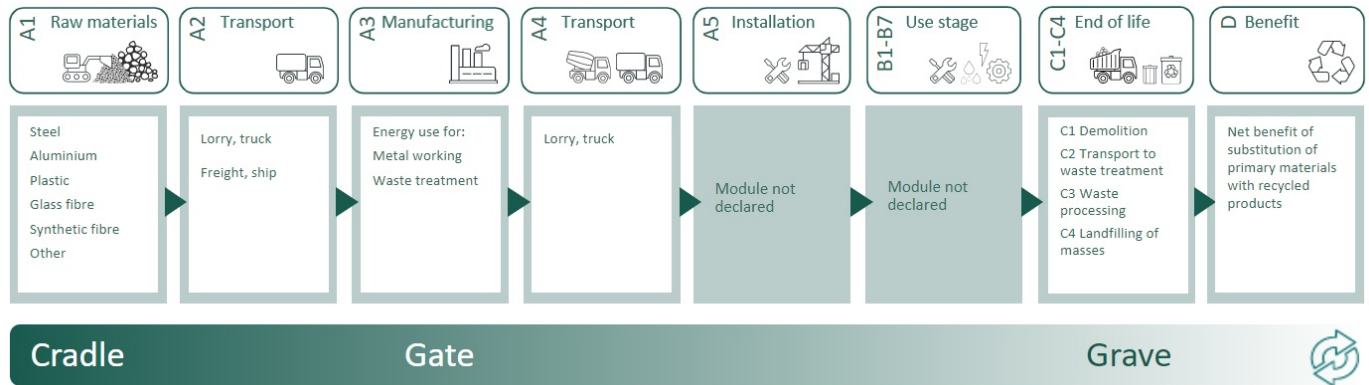 A1 Raw materials
A2 Transport
A3 Manufacturing
A4 Transport
A5 Installation
B1-B7 Use stage
C1-C4 End of life
D Benefit
Steel
Aluminium
Plastic
Glass fibre
Synthetic fibre
Other
Lorry, truck
Freight, ship
Energy use for:
Metal working
Waste treatment
Lorry, truck
Module not
declared
Module not
declared
C1 Demolition
C2 Transport to
waste treatment
C3 Waste
processing
C4 Landfilling of
masses
Net benefit of
substitution of
primary materials
with recycled
products
Cradle
Gate
Grave